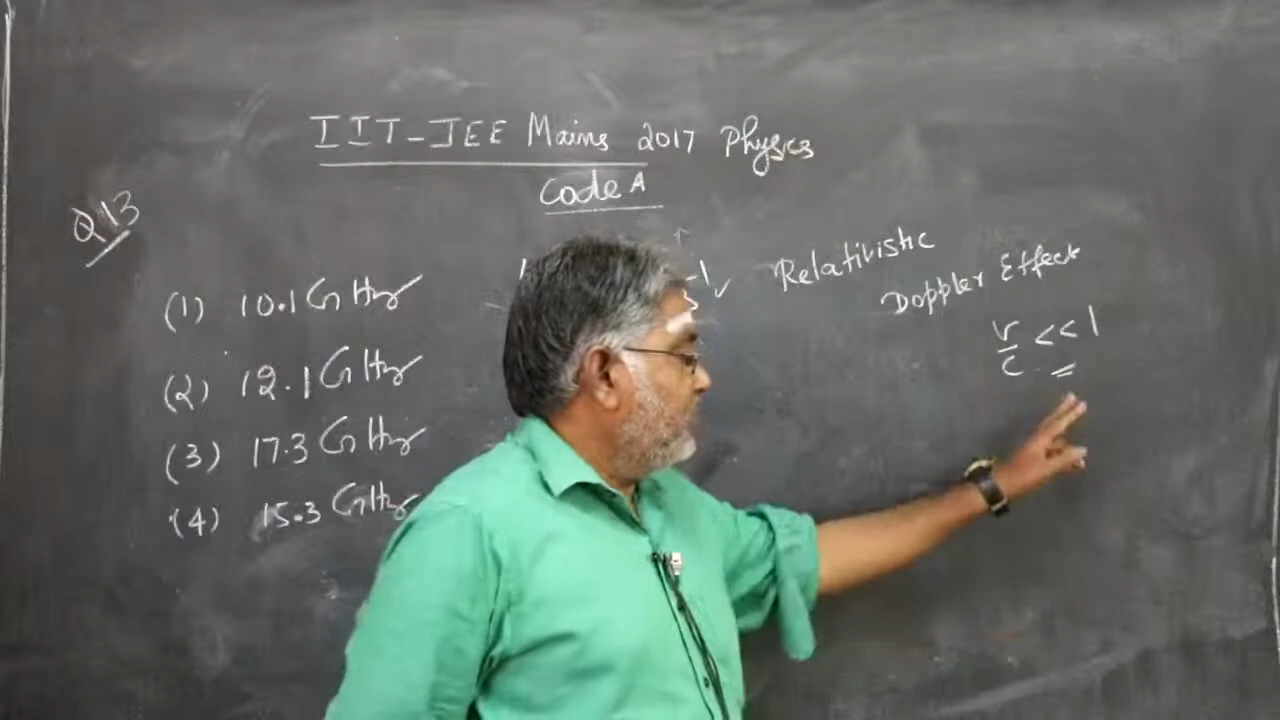 IIT-JEE Mains 2017 Physics
Code A
Q13
(1) 10.1 GHz
(2) 12.1 GHz
(3) 17.3 GHz
(4) 15.3 GHz
Relativistic
Doppler Effect
v/c << 1